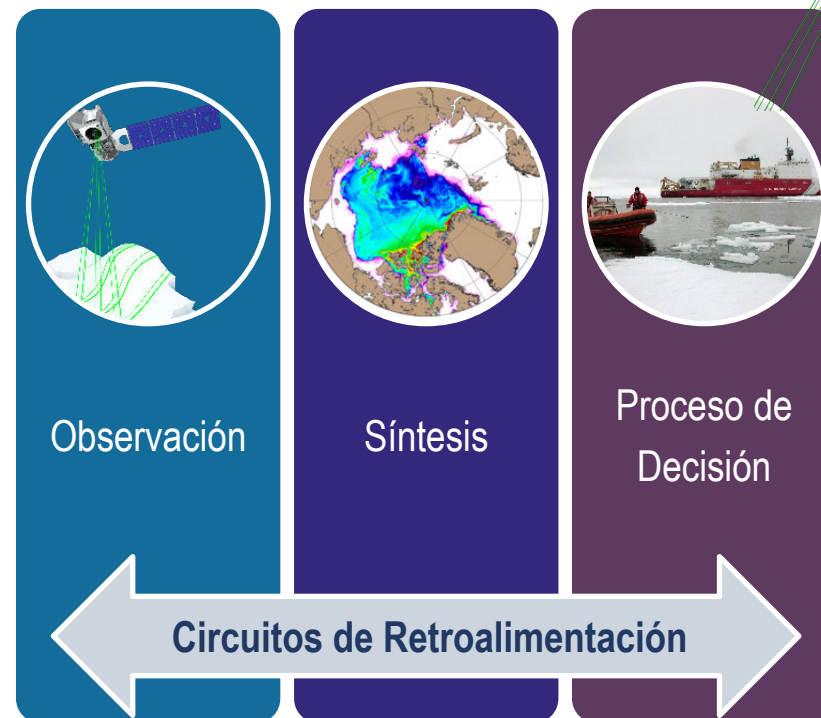 Observación
Síntesis
Proceso de
Decisión
Circuitos de Retroalimentación